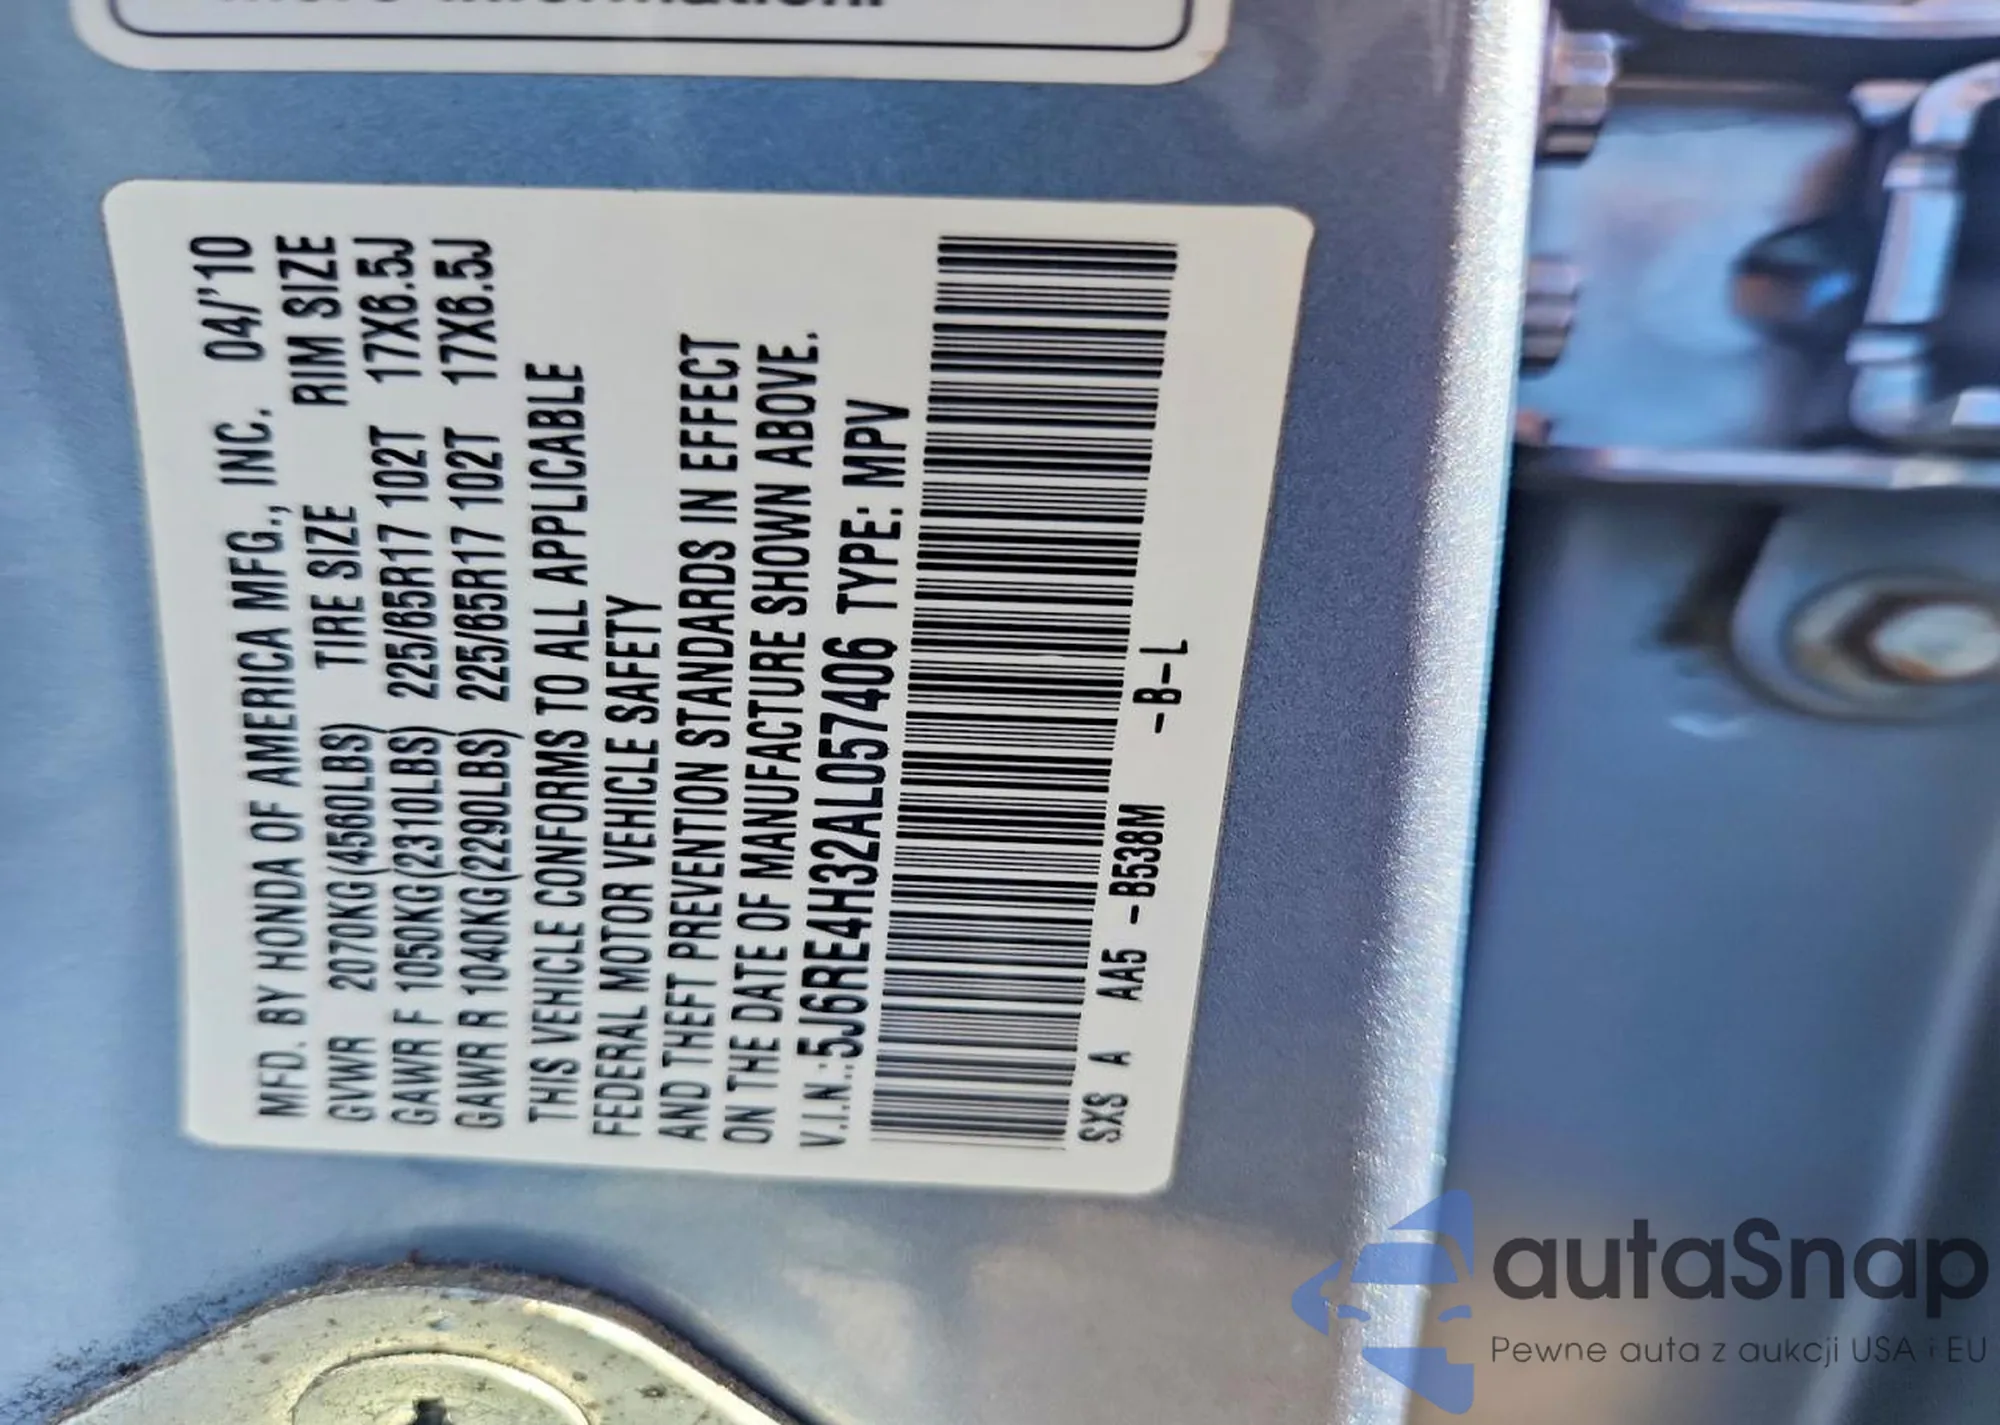 more information.
MFD. BY HONDA OF AMERICA MFG., INC. 04/'10
GVWR 2070KG(4560LBS) TIRE SIZE RIM SIZE
GAWR F 1050KG(2310LBS) 225/65R17 102T 17X6.5J
GAWR R 1040KG(2290LBS) 225/65R17 102T 17X6.5J
THIS VEHICLE CONFORMS TO ALL APPLICABLE
FEDERAL MOTOR VEHICLE SAFETY
AND THEFT PREVENTION STANDARDS IN EFFECT
ON THE DATE OF MANUFACTURE SHOWN ABOVE.
V.I.N.:5J6RE4H32AL057406 TYPE: MPV
SXS A AA5 -B538M -B-L
autaSnap
Pewne auta z aukcji USA i EU